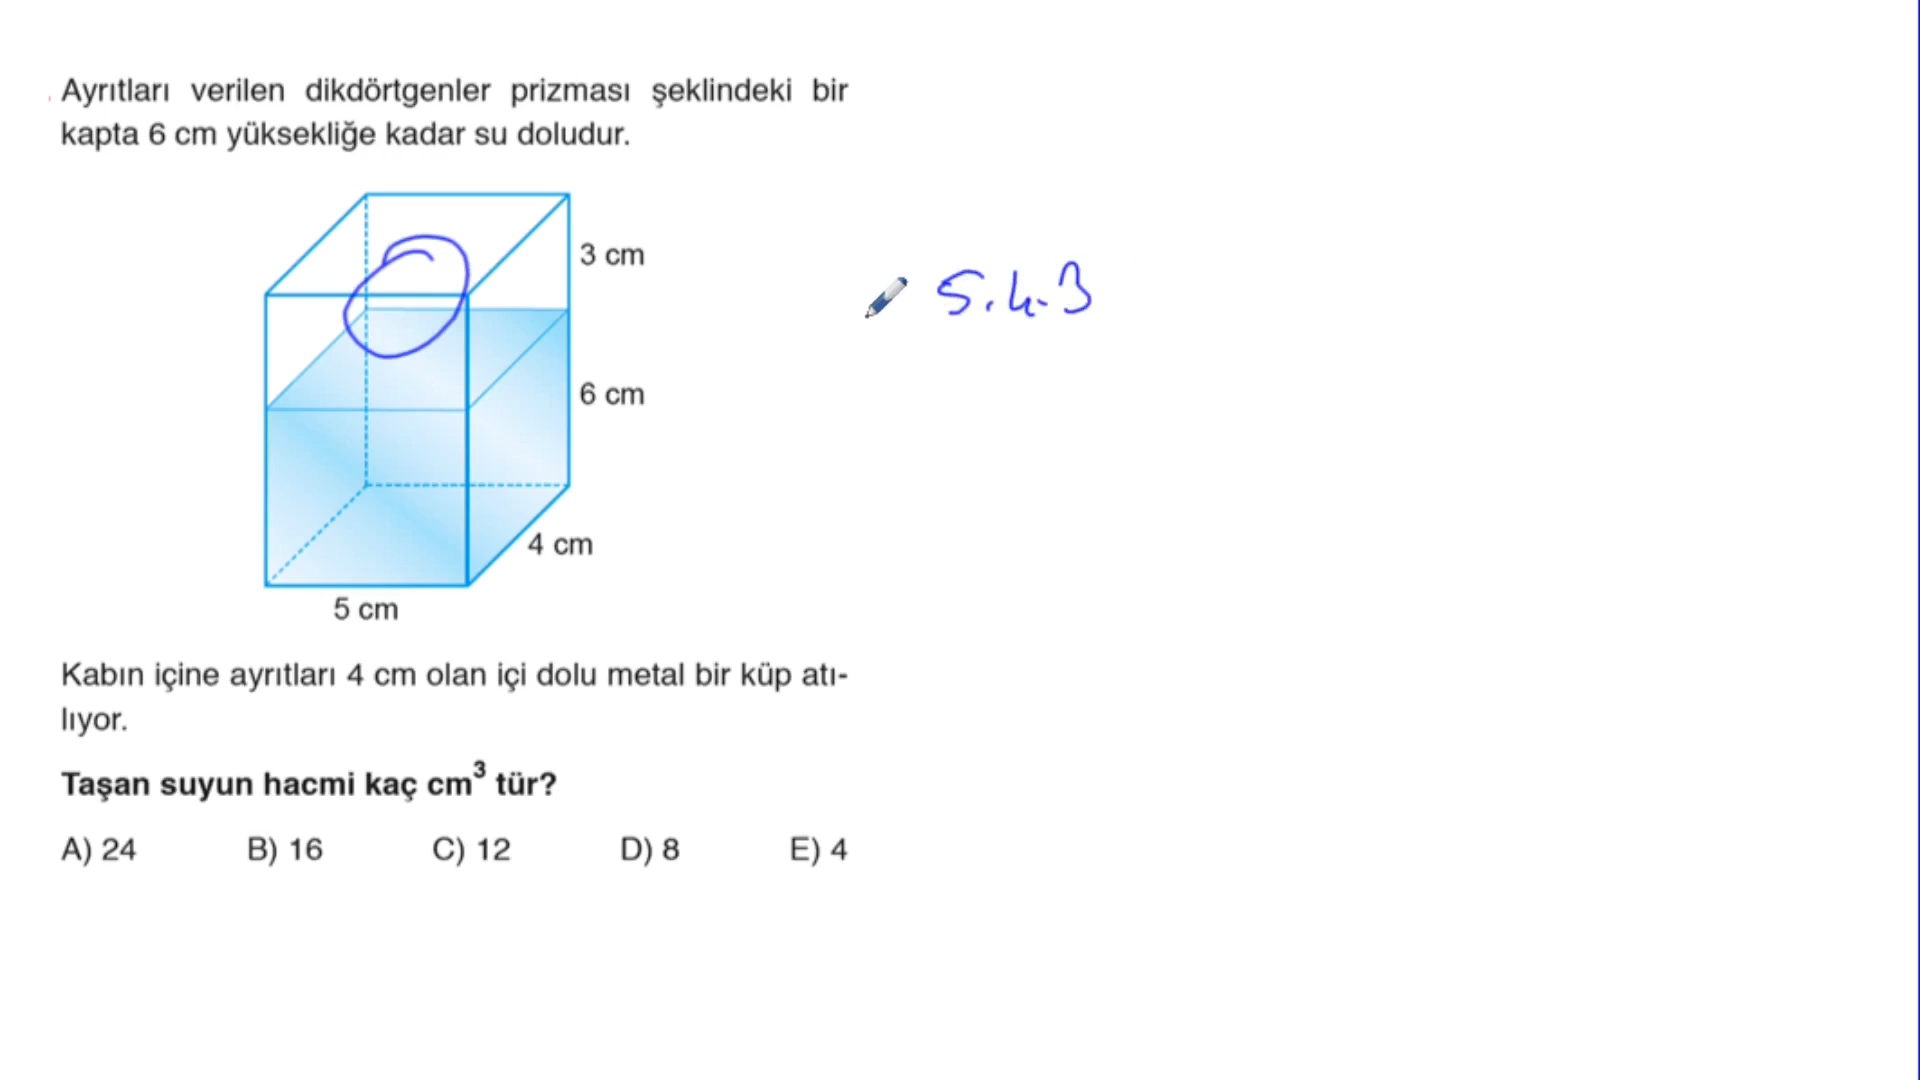 Ayrıtları verilen dikdörtgenler prizması şeklindeki bir
kapta 6 cm yüksekliğe kadar su doludur.
3 cm
5.4.3
6 cm
4 cm
5 cm
Kabın içine ayrıtları 4 cm olan içi dolu metal bir küp atı-
lıyor.
Taşan suyun hacmi kaç cm³ tür?
A) 24 B) 16 C) 12 D) 8 E) 4